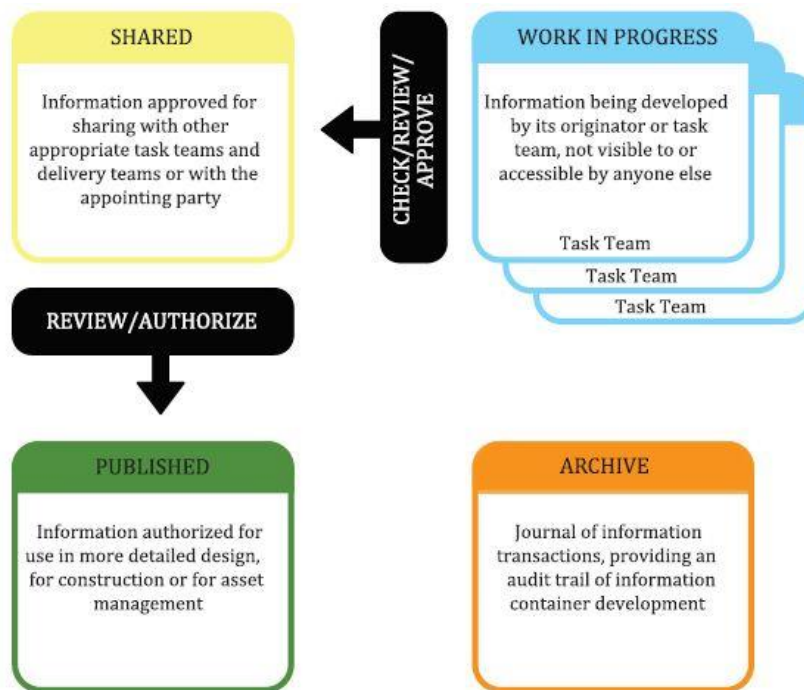 SHARED
Information approved for
sharing with other
appropriate task teams and
delivery teams or with the
appointing party
CHECK/REVIEW/
APPROVE
WORK IN PROGRESS
Information being developed
by its originator or task
team, not visible to or
accessible by anyone else
Task Team
Task Team
Task Team
REVIEW/AUTHORIZE
PUBLISHED
Information authorized for
use in more detailed design,
for construction or for asset
management
ARCHIVE
Journal of information
transactions, providing an
audit trail of information
container development